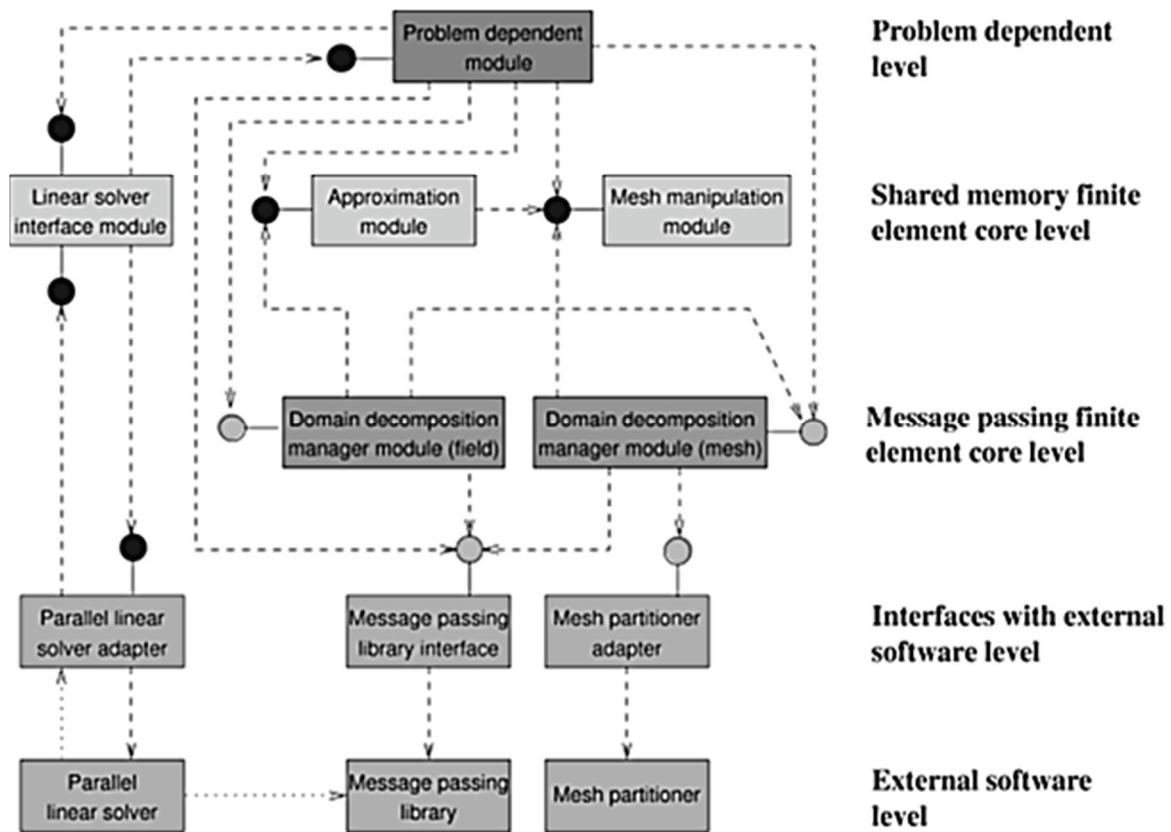 Problem dependent
module
Problem dependent
level
Linear solver
interface module
Approximation
module
Mesh manipulation
module
Shared memory finite
element core level
Domain decomposition
manager module (field)
Domain decomposition
manager module (mesh)
Message passing finite
element core level
Parallel linear
solver adapter
Message passing
library interface
Mesh partitioner
adapter
Interfaces with external
software level
Parallel
linear solver
Message passing
library
Mesh partitioner
External software
level